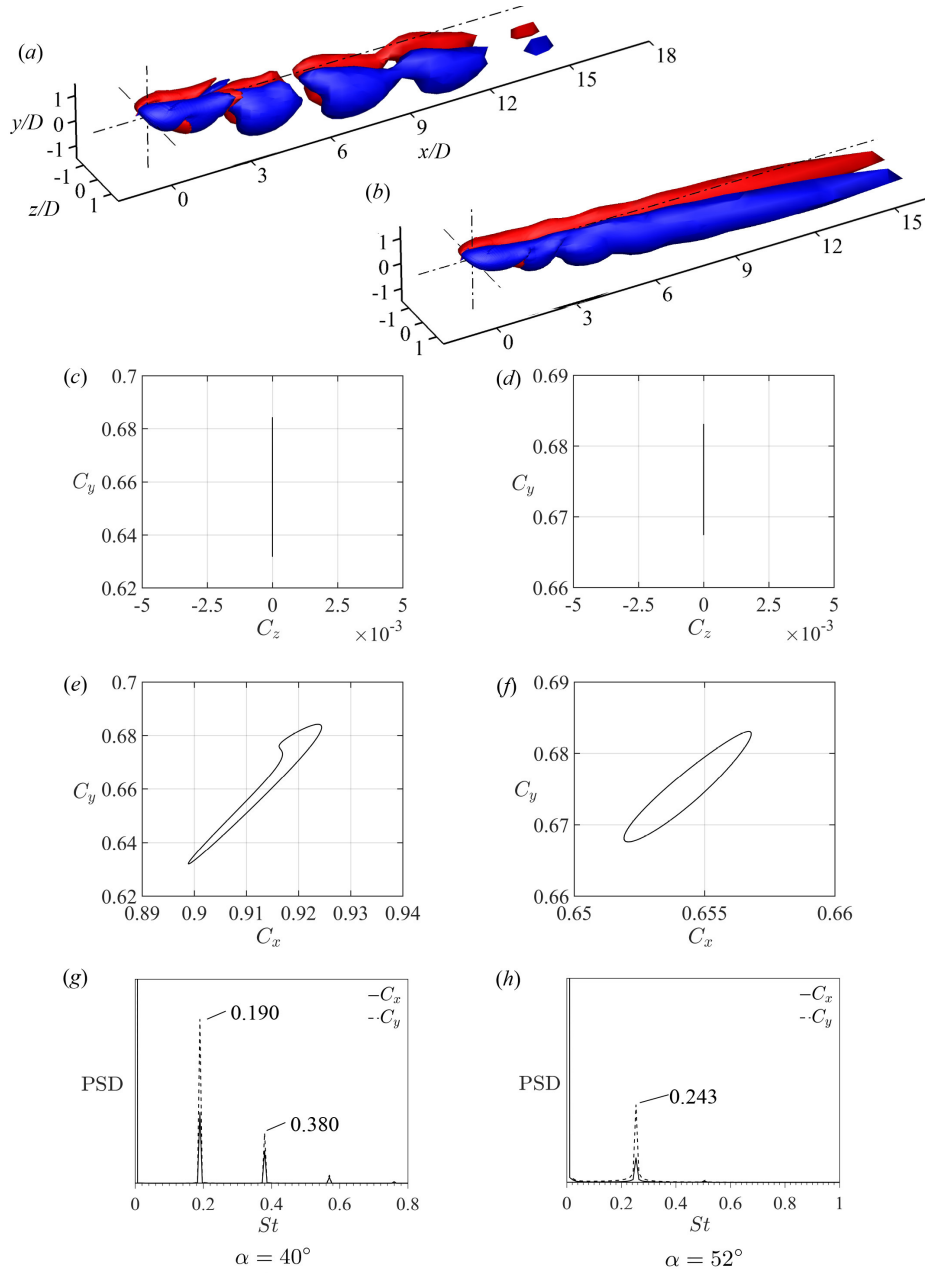 (a)
18
15
12
9
x/D
6
3
0
1
0
-1
y/D
-1
0
1
z/D
(b)
15
12
9
6
3
0
1
0
-1
-1
0
1
(c)
0.7
0.68
C_y 0.66
0.64
0.62
-5 -2.5 0 2.5 5
C_z ×10^-3
(d)
0.69
0.68
C_y
0.67
0.66
-5 -2.5 0 2.5 5
C_z ×10^-3
(e)
0.7
0.68
C_y 0.66
0.64
0.62
0.89 0.9 0.91 0.92 0.93 0.94
C_x
(f)
0.69
0.68
C_y
0.67
0.66
0.65 0.655 0.66
C_x
(g)
C_x
C_y
0.190
0.380
PSD
0 0.2 0.4 0.6 0.8
St
α = 40°
(h)
C_x
C_y
0.243
PSD
0 0.2 0.4 0.6 0.8 1
St
α = 52°